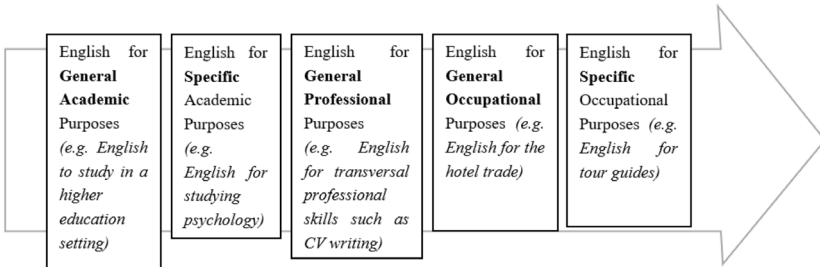 English for
General
Academic
Purposes
(e.g. English
to study in a
higher
education
setting)
English for
Specific
Academic
Purposes
(e.g.
English for
studying
psychology)
English for
General
Professional
Purposes
(e.g. English
for transversal
professional
skills such as
CV writing)
English for
General
Occupational
Purposes (e.g.
English for the
hotel trade)
English for
Specific
Occupational
Purposes (e.g.
English for
tour guides)